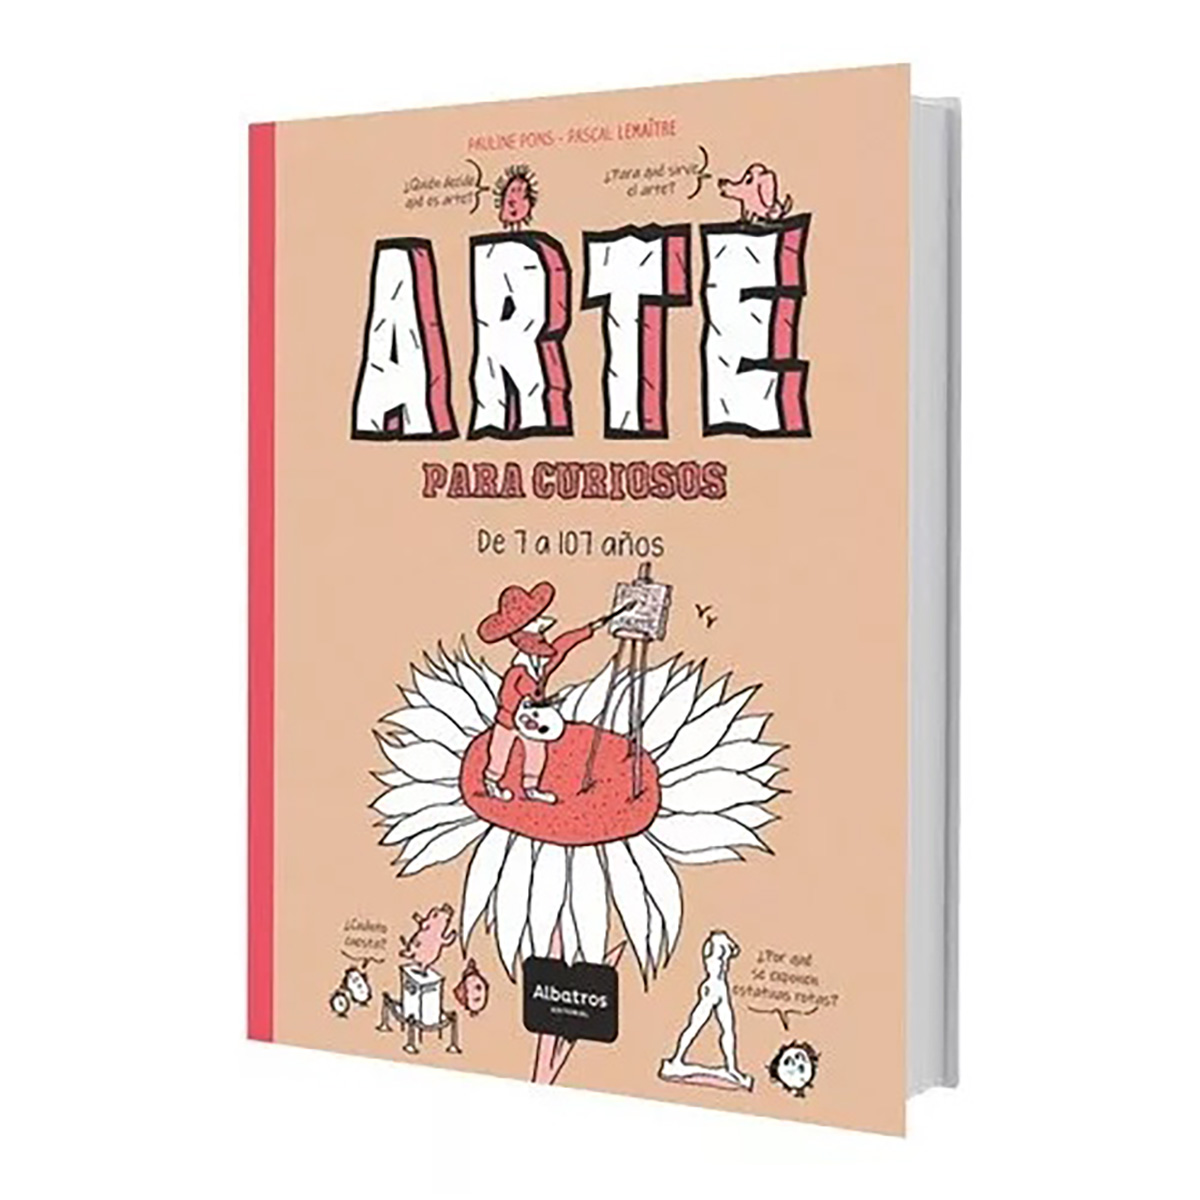 PAULINE PONS - PASCAL LEMAÎTRE
¿Quién decide
qué es arte?
¿Para qué sirve
el arte?
ARTE
PARA CURIOSOS
De 7 a 107 años
¿Cuánto
cuesta?
¿Por qué
se exponen
estatuas rotas?
Albatros
EDITORIAL